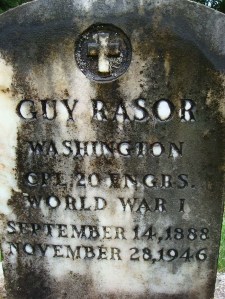 GUY RASOR
WASHINGTON
CPL. 20 ENGRS.
WORLD WAR I
SEPTEMBER 14, 1888
NOVEMBER 28, 1946